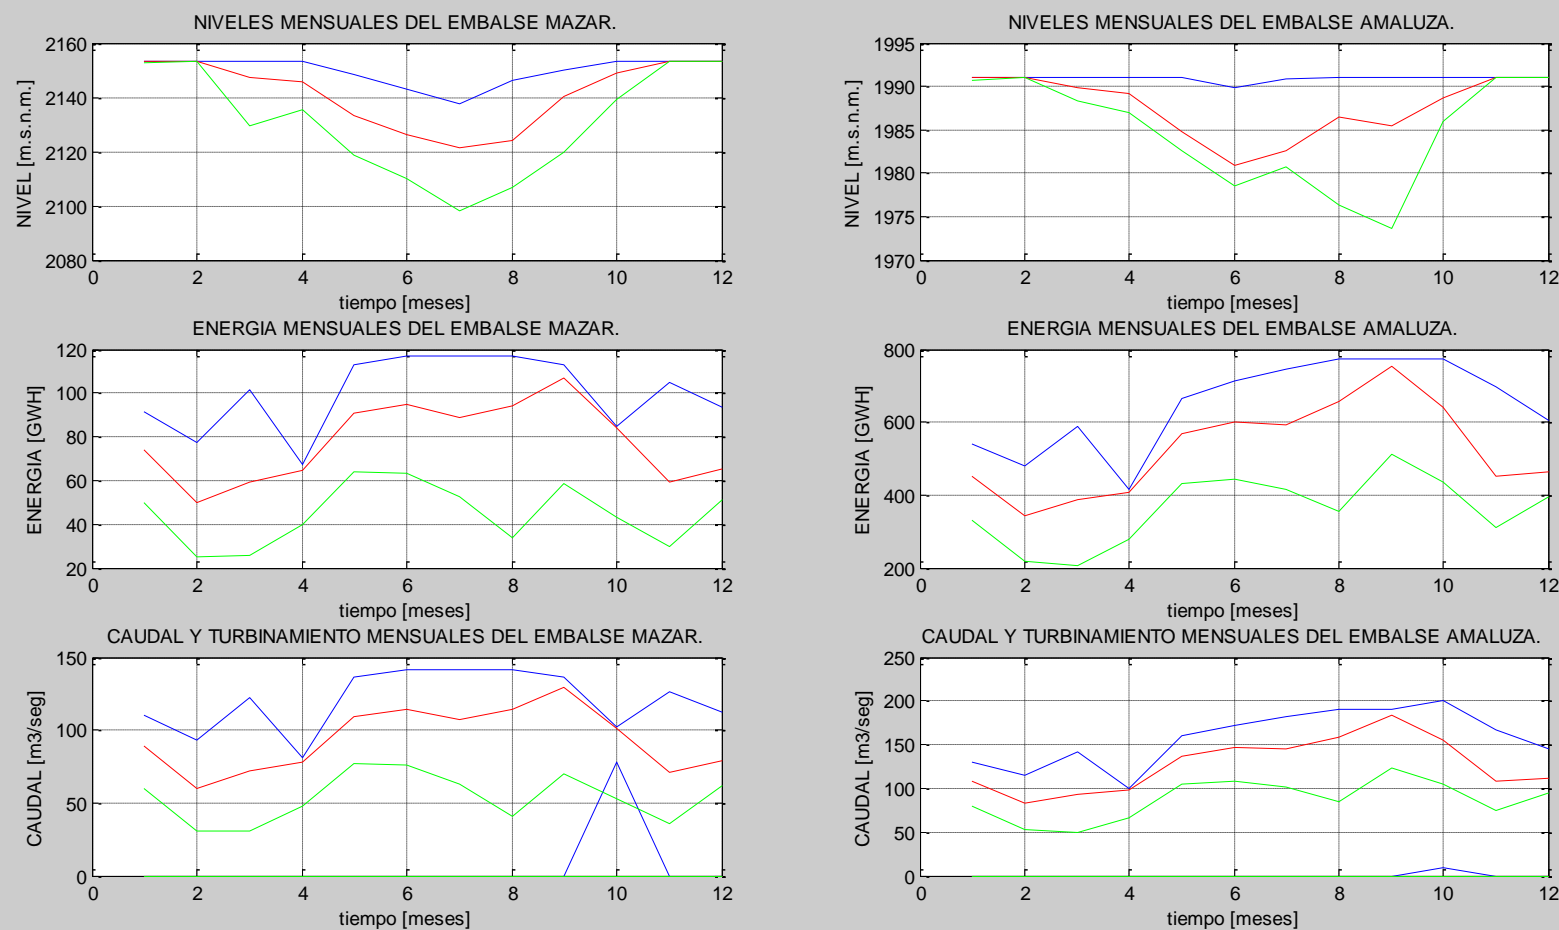 NIVELES MENSUALES DEL EMBALSE MAZAR.
2160
2140
2120
2100
2080
NIVEL [m.s.n.m.]
0 2 4 6 8 10 12
tiempo [meses]
NIVELES MENSUALES DEL EMBALSE AMALUZA.
1995
1990
1985
1980
1975
1970
NIVEL [m.s.n.m.]
0 2 4 6 8 10 12
tiempo [meses]
ENERGIA MENSUALES DEL EMBALSE MAZAR.
120
100
80
60
40
20
ENERGIA [GWH]
0 2 4 6 8 10 12
tiempo [meses]
ENERGIA MENSUALES DEL EMBALSE AMALUZA.
800
600
400
200
ENERGIA [GWH]
0 2 4 6 8 10 12
tiempo [meses]
CAUDAL Y TURBINAMIENTO MENSUALES DEL EMBALSE MAZAR.
150
100
50
0
CAUDAL [m3/seg]
0 2 4 6 8 10 12
tiempo [meses]
CAUDAL Y TURBINAMIENTO MENSUALES DEL EMBALSE AMALUZA.
250
200
150
100
50
0
CAUDAL [m3/seg]
0 2 4 6 8 10 12
tiempo [meses]